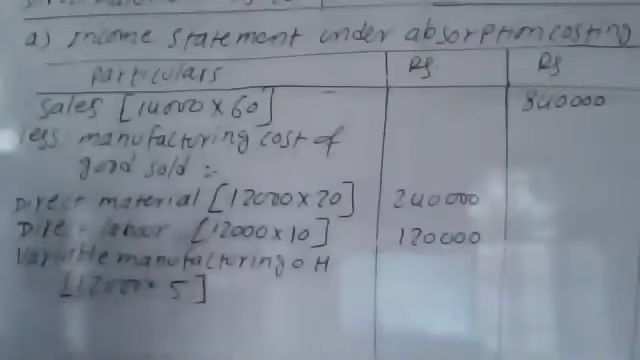 a) Income Statement under absorption costing
Particulars Rs Rs
Sales [14000 x 60] 840000
less manufacturing cost of
good sold :-
Direct material [12000 x 20] 240000
Dire - labour [12000 x 10] 120000
Variable manufacturing OH
[12000 x 5]